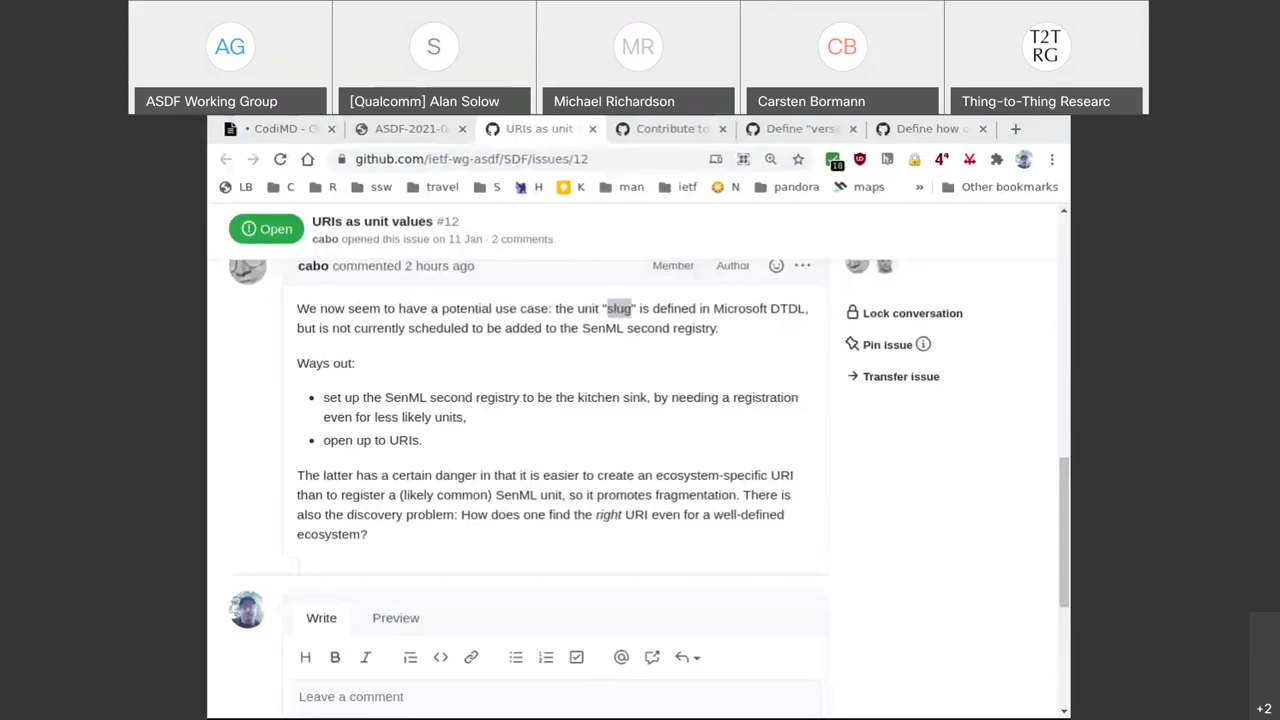 AG
S
MR
CB
T2T
RG
ASDF Working Group
[Qualcomm] Alan Solow
Michael Richardson
Carsten Bormann
Thing-to-Thing Researc
• CodiMD - C
ASDF-2021-0
URIs as unit
Contribute to
Define "vers
Define how
github.com/ietf-wg-asdf/SDF/issues/12
18
LB
C
R
ssw
travel
S
H
K
man
ietf
N
pandora
maps
»
Other bookmarks
Open
URIs as unit values #12
cabo opened this issue on 11 Jan · 2 comments
cabo commented 2 hours ago
Member
Author
We now seem to have a potential use case: the unit "slug" is defined in Microsoft DTDL,
but is not currently scheduled to be added to the SenML second registry.
Ways out:
• set up the SenML second registry to be the kitchen sink, by needing a registration
even for less likely units,
• open up to URIs.
The latter has a certain danger in that it is easier to create an ecosystem-specific URI
than to register a (likely common) SenML unit, so it promotes fragmentation. There is
also the discovery problem: How does one find the right URI even for a well-defined
ecosystem?
Lock conversation
Pin issue
Transfer issue
Write
Preview
H B I
Leave a comment
+2